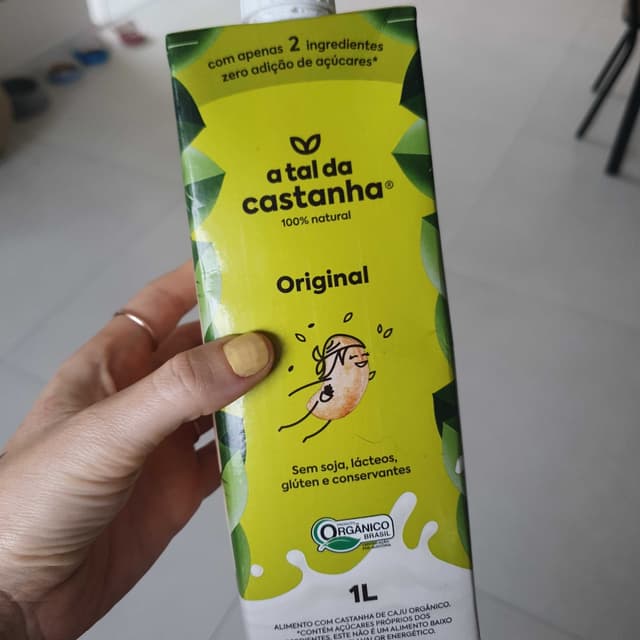 com apenas 2 ingredientes
zero adição de açúcares*
a tal da
castanha®
100% natural
Original
Sem soja, lácteos,
glúten e conservantes
PRODUTO
ORGÂNICO
BRASIL
1L
ALIMENTO COM CASTANHA DE CAJU ORGÂNICO.
*CONTÉM AÇÚCARES PRÓPRIOS DOS
ESTE NÃO É UM ALIMENTO BAIXO
VALOR ENERGÉTICO.